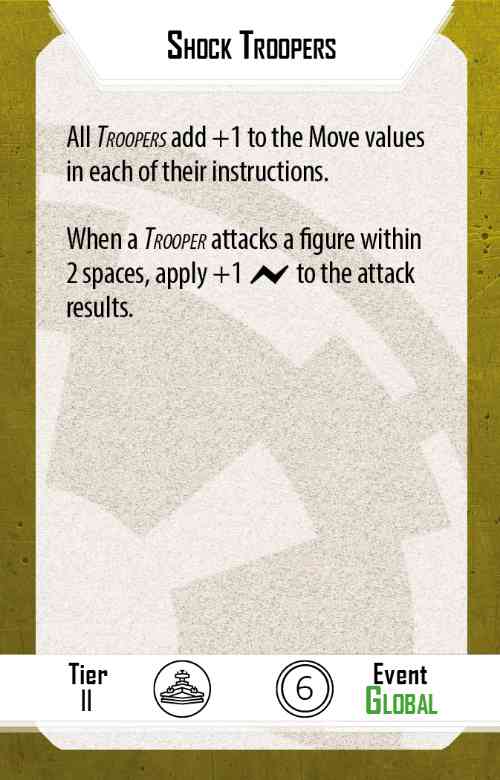 Shock Troopers
All Troopers add +1 to the Move values
in each of their instructions.
When a Trooper attacks a figure within
2 spaces, apply +1 to the attack
results.
Tier
II
6
Event
Global